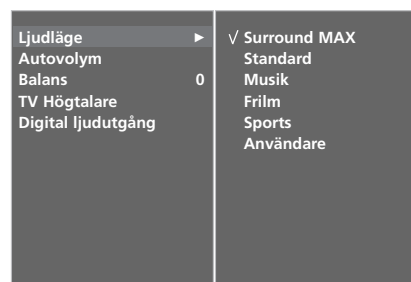 Ljudläge ►
Autovolym
Balans 0
TV Högtalare
Digital ljudutgång
√ Surround MAX
Standard
Musik
Frilm
Sports
Användare